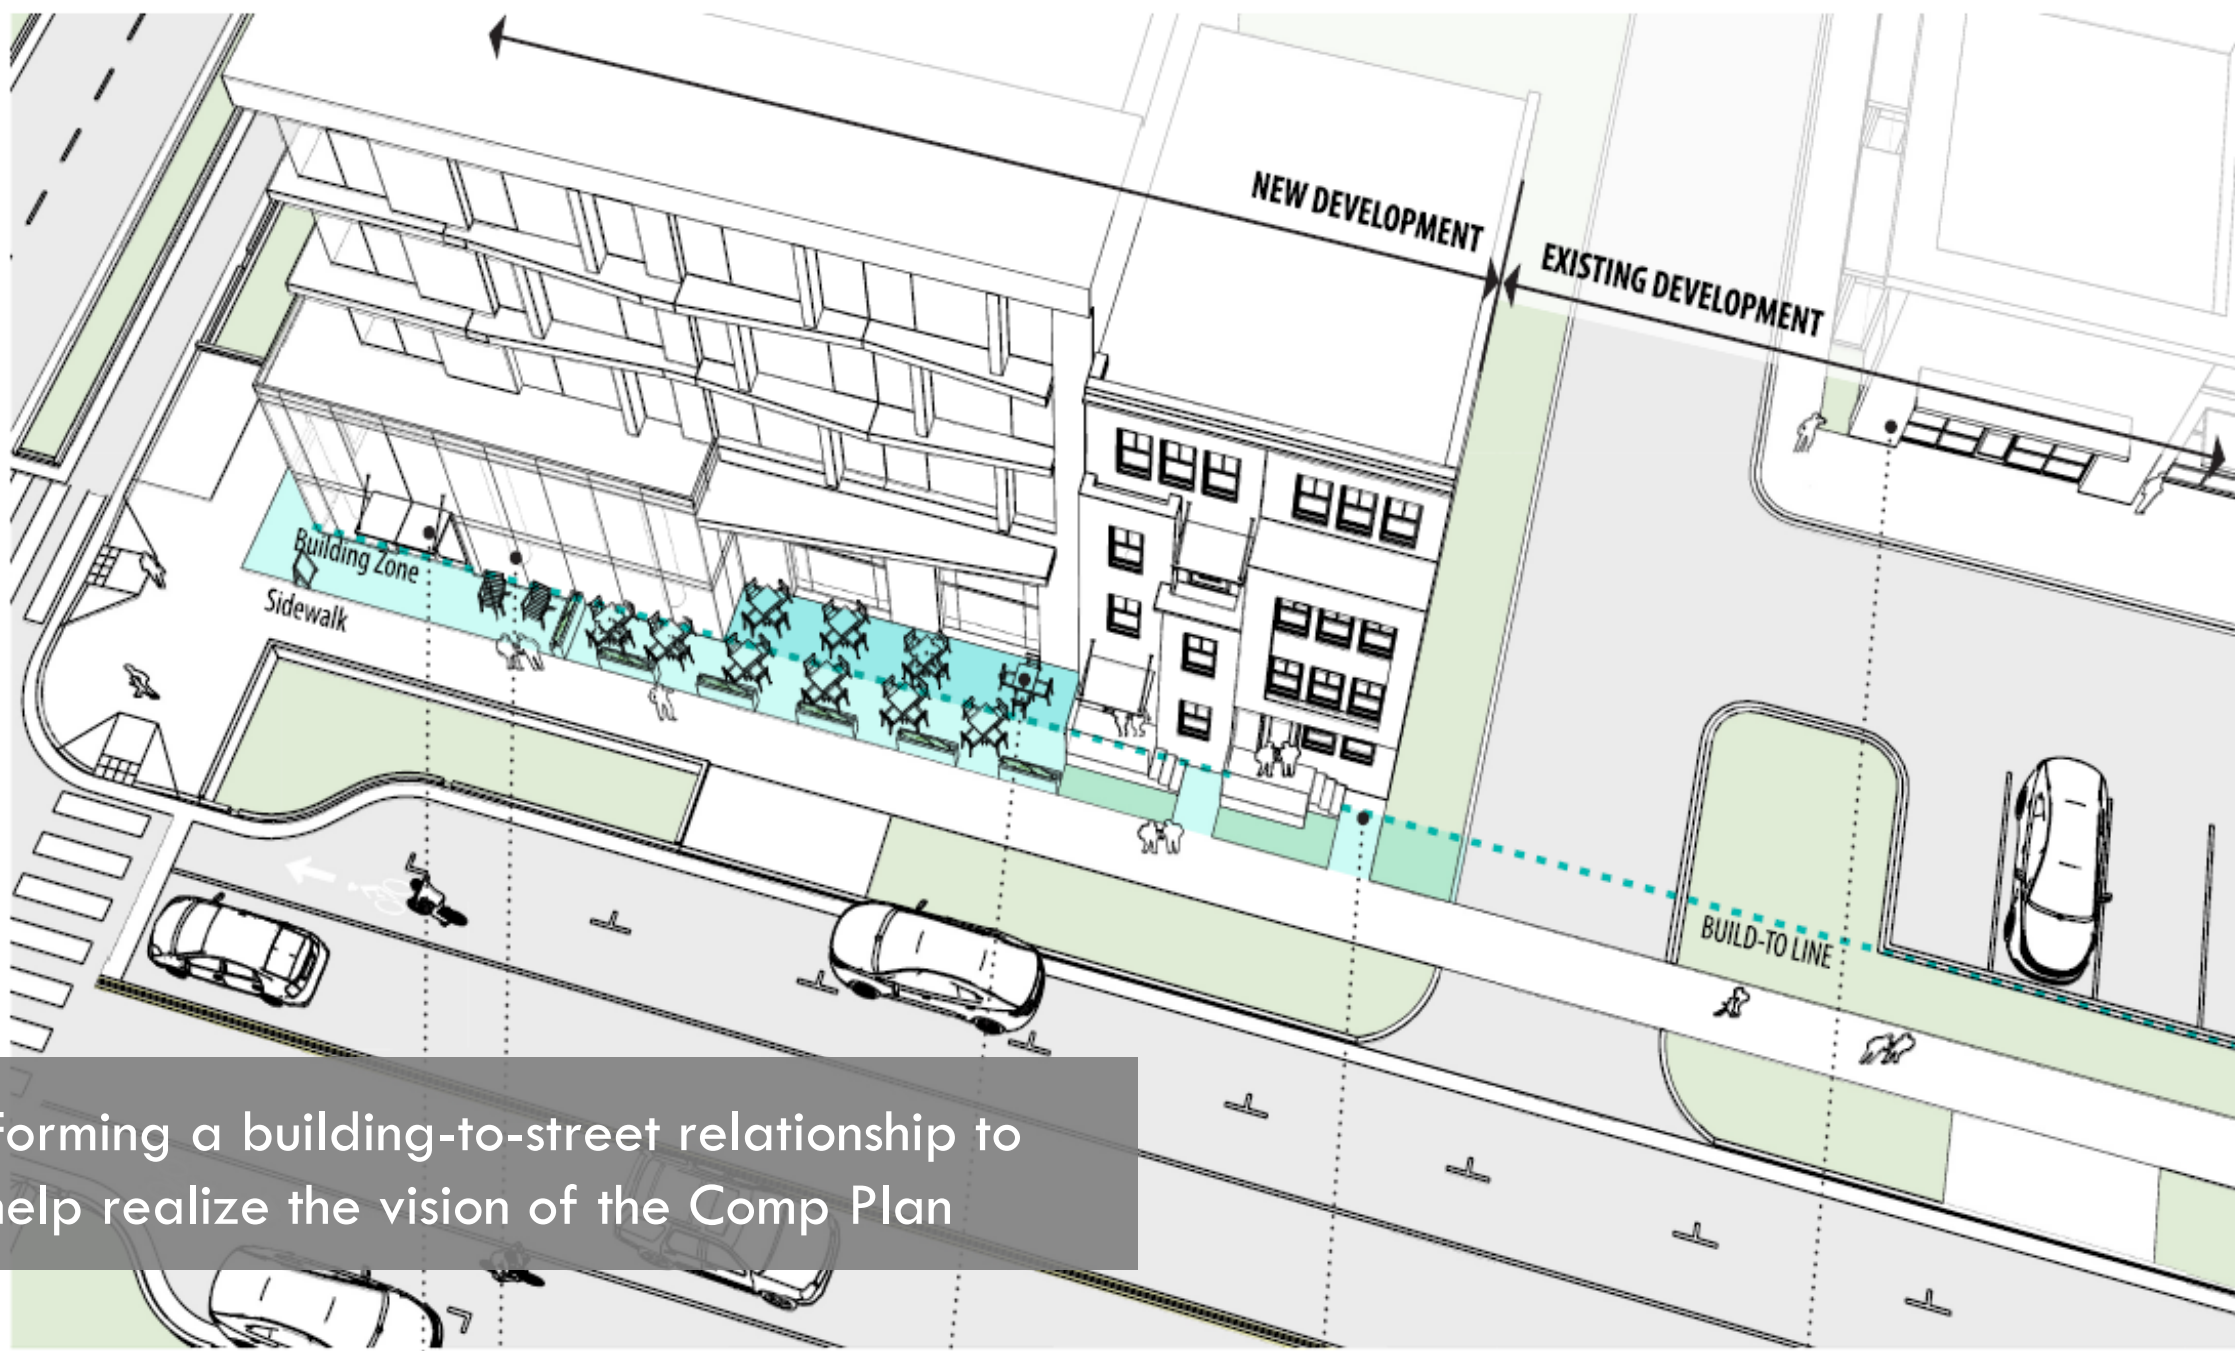 NEW DEVELOPMENT
EXISTING DEVELOPMENT
Building Zone
Sidewalk
BUILD-TO LINE
Forming a building-to-street relationship to
help realize the vision of the Comp Plan